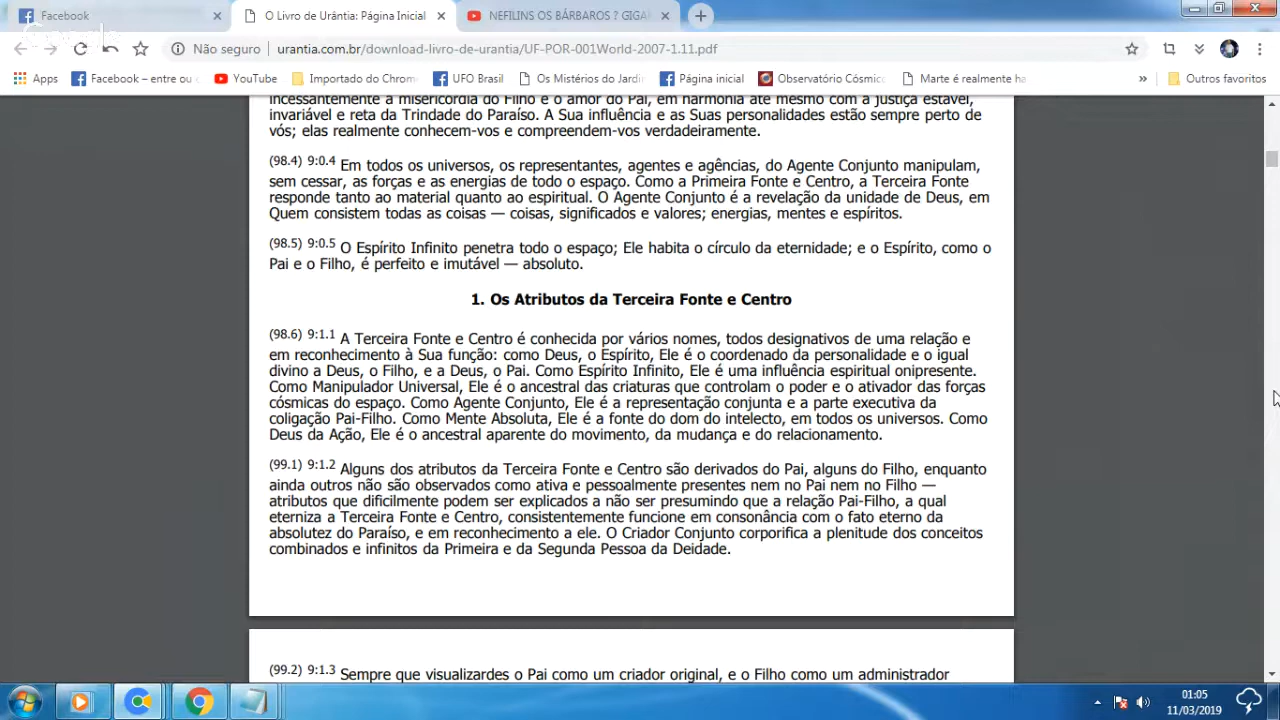 Facebook
O Livro de Urântia: Página Inicial
NEFILINS OS BÁRBAROS ? GIGA
Não seguro
urantia.com.br/download-livro-de-urantia/UF-POR-001World-2007-1.11.pdf
Apps
Facebook – entre ou
YouTube
Importado do Chrom
UFO Brasil
Os Mistérios do Jardi
Página inicial
Observatório Cósmico
Marte é realmente ha
»
Outros favoritos
incessantemente a misericórdia do Filho e o amor do Pai, em harmonia até mesmo com a justiça estável,
invariável e reta da Trindade do Paraíso. A Sua influência e as Suas personalidades estão sempre perto de
vós; elas realmente conhecem-vos e compreendem-vos verdadeiramente.
(98.4) 9:0.4 Em todos os universos, os representantes, agentes e agências, do Agente Conjunto manipulam,
sem cessar, as forças e as energias de todo o espaço. Como a Primeira Fonte e Centro, a Terceira Fonte
responde tanto ao material quanto ao espiritual. O Agente Conjunto é a revelação da unidade de Deus, em
Quem consistem todas as coisas — coisas, significados e valores; energias, mentes e espíritos.
(98.5) 9:0.5 O Espírito Infinito penetra todo o espaço; Ele habita o círculo da eternidade; e o Espírito, como o
Pai e o Filho, é perfeito e imutável — absoluto.
1. Os Atributos da Terceira Fonte e Centro
(98.6) 9:1.1 A Terceira Fonte e Centro é conhecida por vários nomes, todos designativos de uma relação e
em reconhecimento à Sua função: como Deus, o Espírito, Ele é o coordenado da personalidade e o igual
divino a Deus, o Filho, e a Deus, o Pai. Como Espírito Infinito, Ele é uma influência espiritual onipresente.
Como Manipulador Universal, Ele é o ancestral das criaturas que controlam o poder e o ativador das forças
cósmicas do espaço. Como Agente Conjunto, Ele é a representação conjunta e a parte executiva da
coligação Pai-Filho. Como Mente Absoluta, Ele é a fonte do dom do intelecto, em todos os universos. Como
Deus da Ação, Ele é o ancestral aparente do movimento, da mudança e do relacionamento.
(99.1) 9:1.2 Alguns dos atributos da Terceira Fonte e Centro são derivados do Pai, alguns do Filho, enquanto
ainda outros não são observados como ativa e pessoalmente presentes nem no Pai nem no Filho —
atributos que dificilmente podem ser explicados a não ser presumindo que a relação Pai-Filho, a qual
eterniza a Terceira Fonte e Centro, consistentemente funcione em consonância com o fato eterno da
absolutez do Paraíso, e em reconhecimento a ele. O Criador Conjunto corporifica a plenitude dos conceitos
combinados e infinitos da Primeira e da Segunda Pessoa da Deidade.
(99.2) 9:1.3 Sempre que visualizardes o Pai como um criador original, e o Filho como um administrador
01:05
11/03/2019